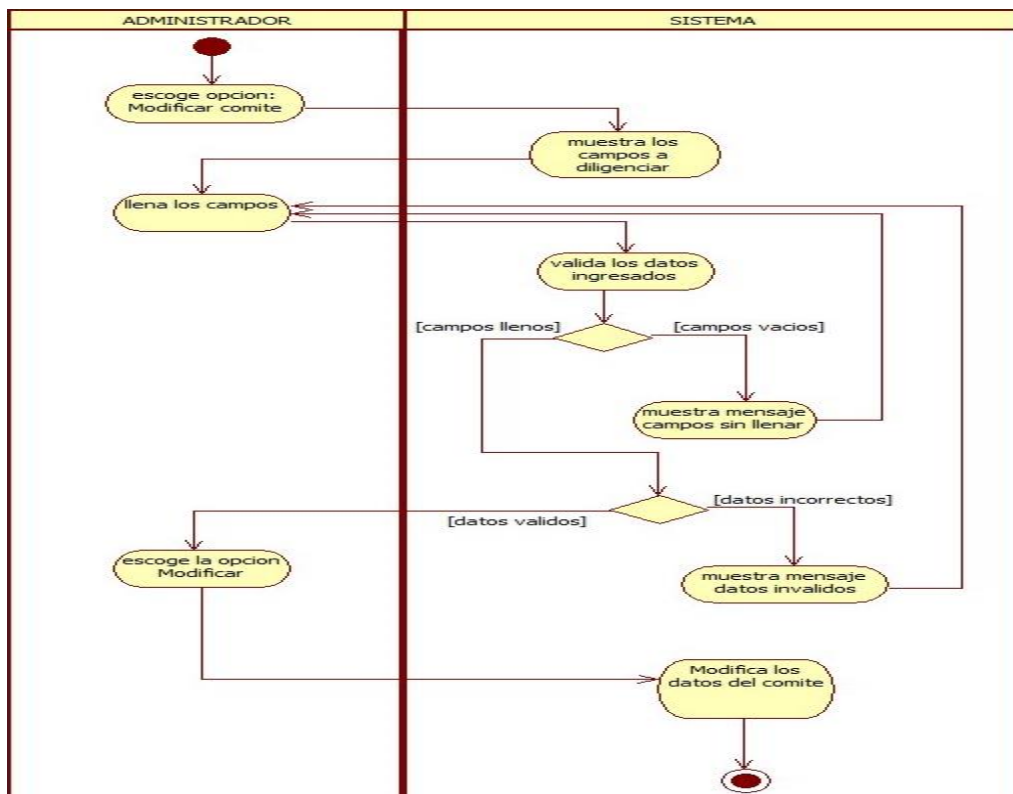 ADMINISTRADOR
SISTEMA
escoge opcion:
Modificar comite
muestra los
campos a
diligenciar
llena los campos
valida los datos
ingresados
[campos llenos]
[campos vacios]
muestra mensaje
campos sin llenar
[datos incorrectos]
[datos validos]
escoge la opcion
Modificar
muestra mensaje
datos invalidos
Modifica los
datos del comite